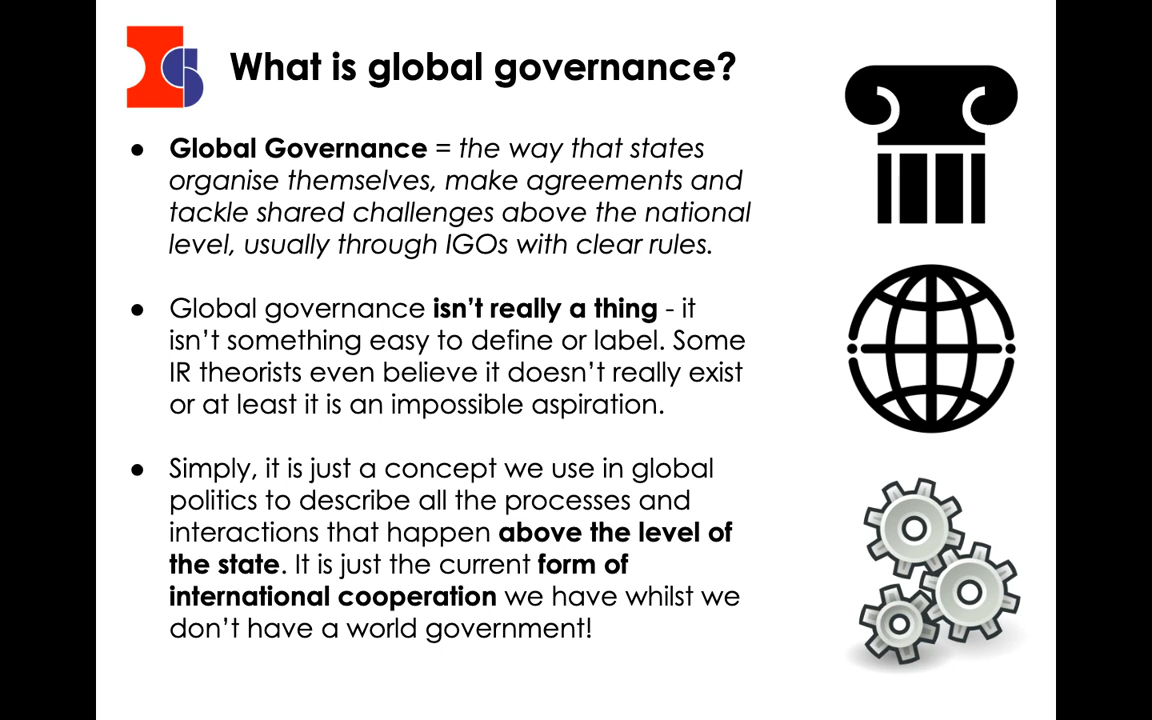 What is global governance?
● Global Governance = the way that states
organise themselves, make agreements and
tackle shared challenges above the national
level, usually through IGOs with clear rules.
● Global governance isn't really a thing - it
isn't something easy to define or label. Some
IR theorists even believe it doesn't really exist
or at least it is an impossible aspiration.
● Simply, it is just a concept we use in global
politics to describe all the processes and
interactions that happen above the level of
the state. It is just the current form of
international cooperation we have whilst we
don't have a world government!